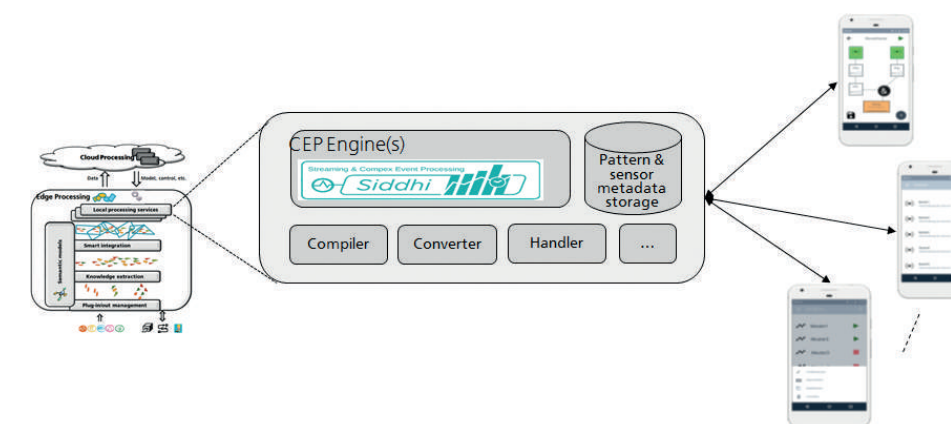 Cloud Processing
Data
Model, control, etc.
Edge Processing
Local processing services
Smart integration
Semantic models
Knowledge extraction
Plug-in/out management
CEP Engine(s)
Streaming & Compex Event Processing
Siddhi
Pattern &
sensor
metadata
storage
Compiler
Converter
Handler
...